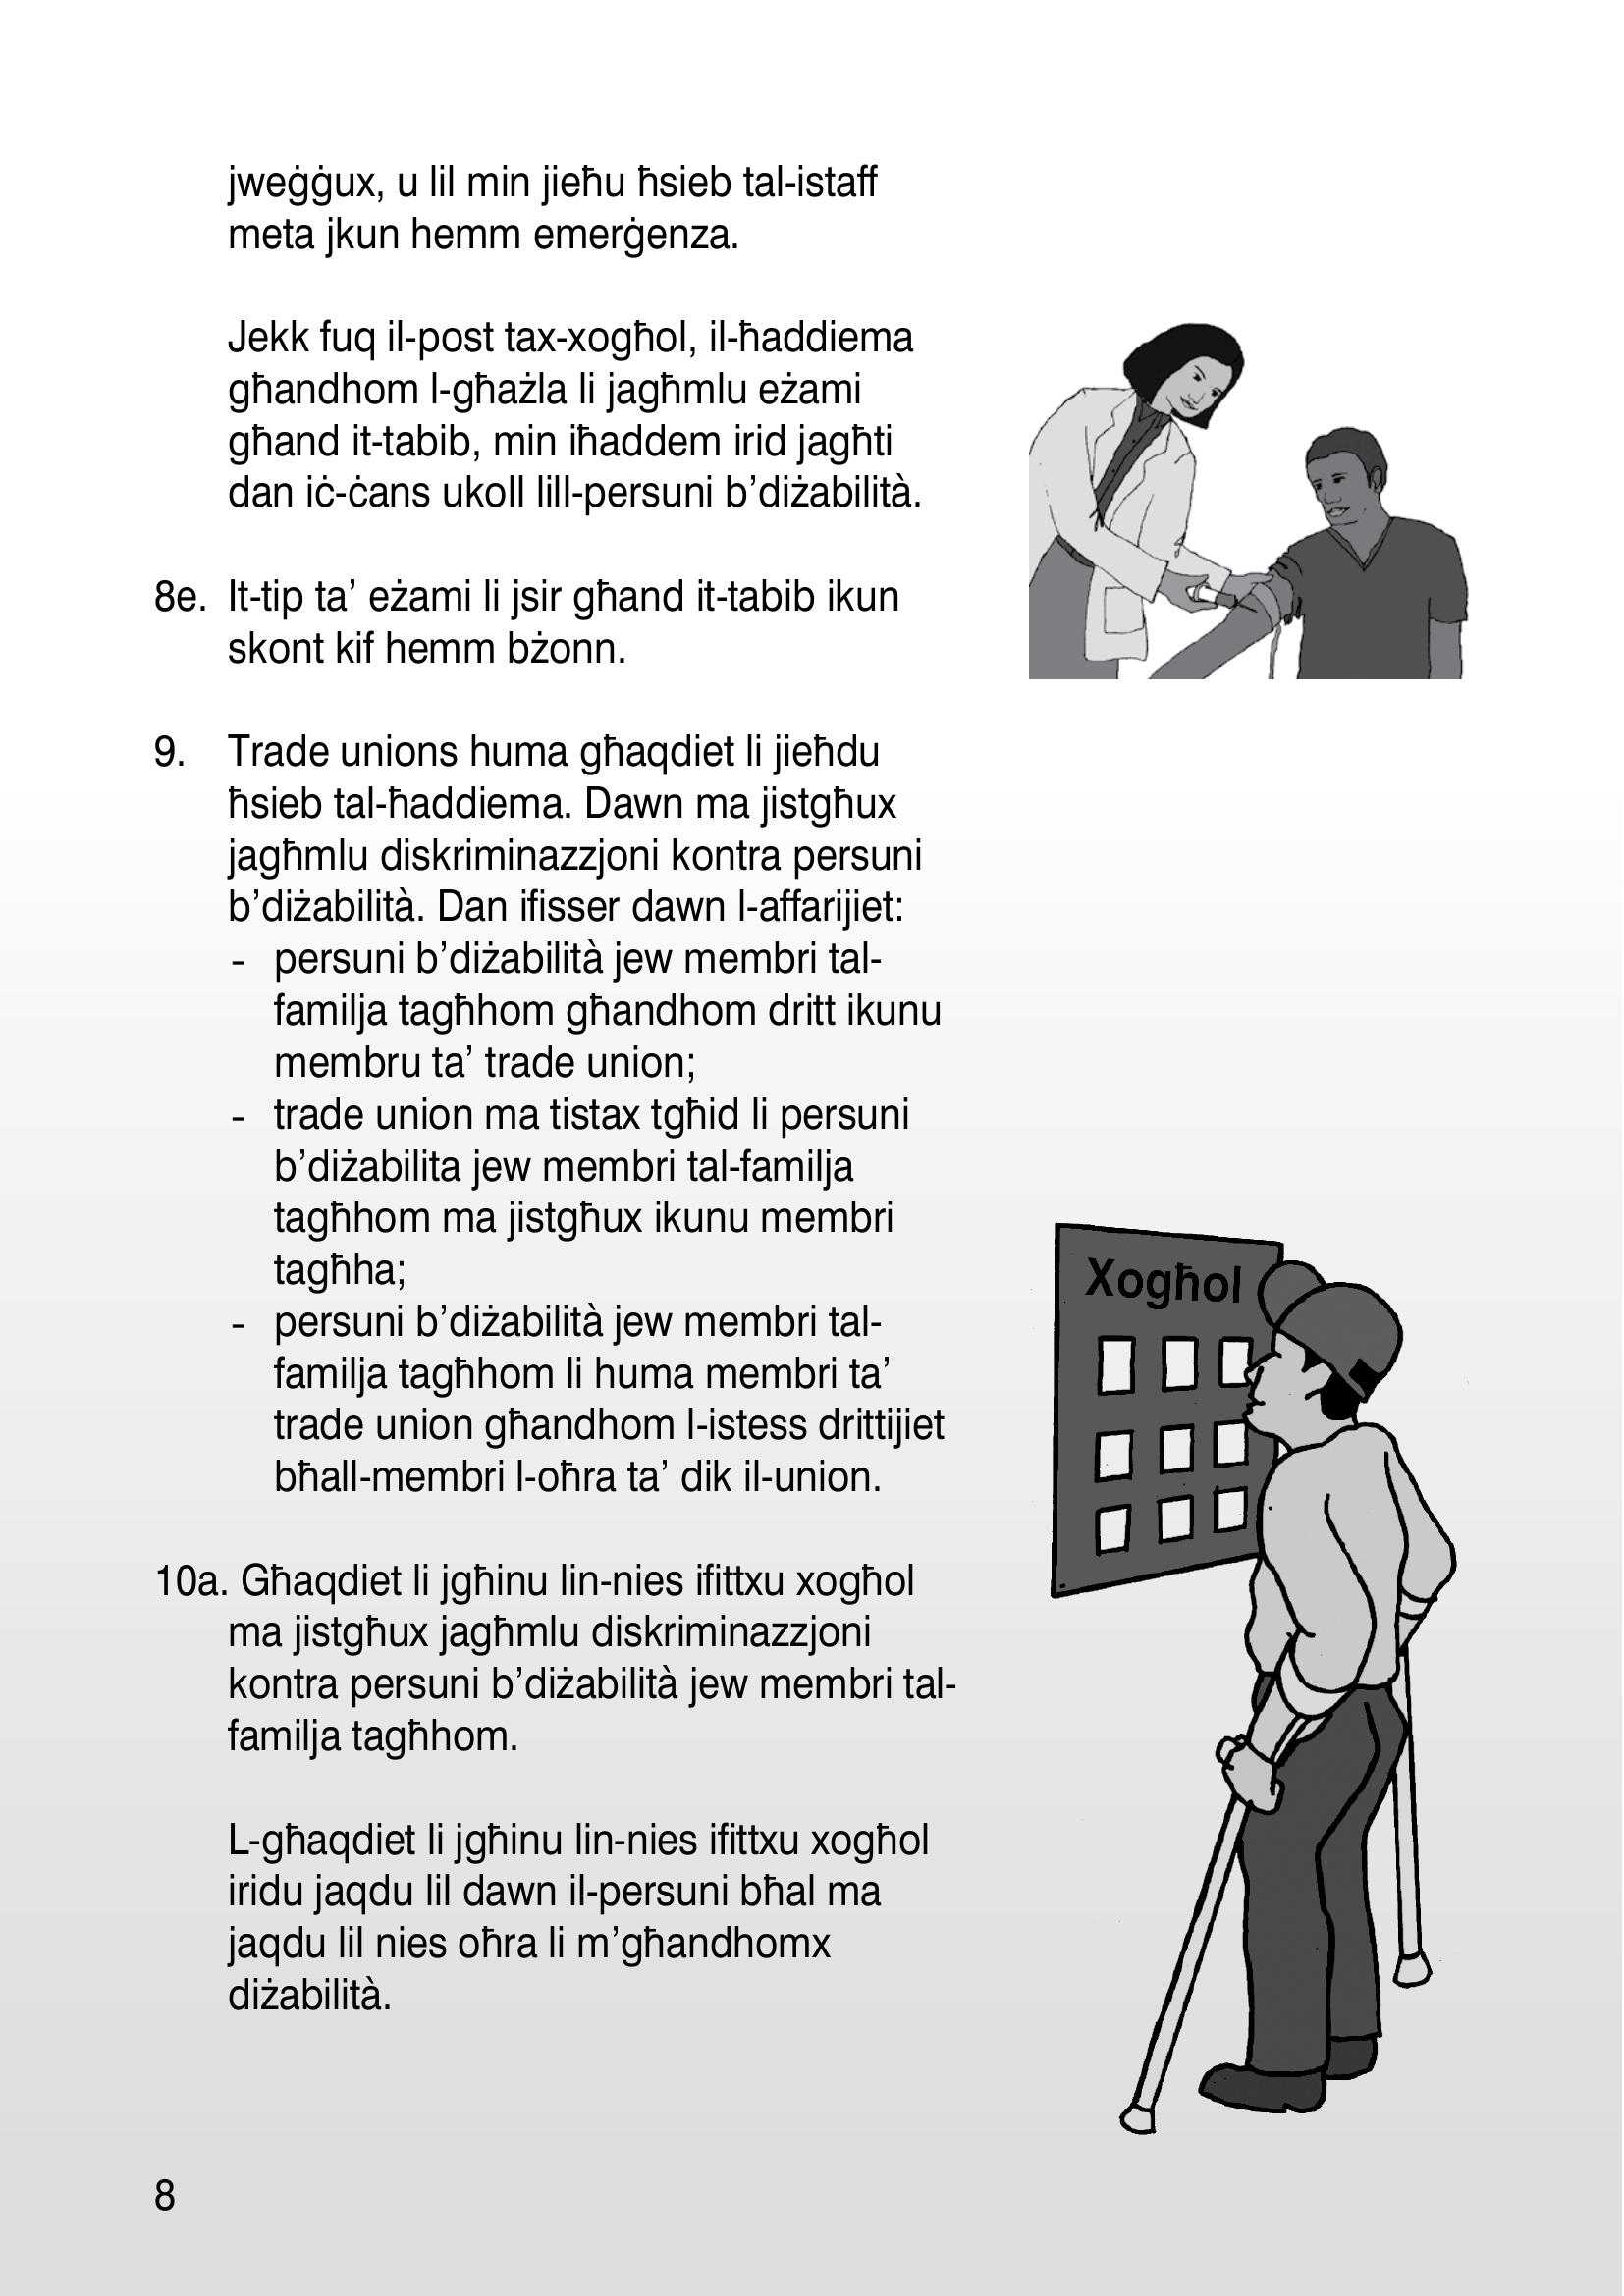 jweġġux, u lil min jieħu ħsieb tal-istaff
meta jkun hemm emerġenza.
Jekk fuq il-post tax-xogħol, il-ħaddiema
għandhom l-għażla li jagħmlu eżami
għand it-tabib, min iħaddem irid jagħti
dan iċ-ċans ukoll lill-persuni b’diżabilità.
8e. It-tip ta’ eżami li jsir għand it-tabib ikun
skont kif hemm bżonn.
9. Trade unions huma għaqdiet li jieħdu
ħsieb tal-ħaddiema. Dawn ma jistgħux
jagħmlu diskriminazzjoni kontra persuni
b’diżabilità. Dan ifisser dawn l-affarijiet:
- persuni b’diżabilità jew membri tal-
familja tagħhom għandhom dritt ikunu
membru ta’ trade union;
- trade union ma tistax tgħid li persuni
b’diżabilita jew membri tal-familja
tagħhom ma jistgħux ikunu membri
tagħha;
- persuni b’diżabilità jew membri tal-
familja tagħhom li huma membri ta’
trade union għandhom l-istess drittijiet
bħall-membri l-oħra ta’ dik il-union.
10a. Għaqdiet li jgħinu lin-nies ifittxu xogħol
ma jistgħux jagħmlu diskriminazzjoni
kontra persuni b’diżabilità jew membri tal-
familja tagħhom.
L-għaqdiet li jgħinu lin-nies ifittxu xogħol
iridu jaqdu lil dawn il-persuni bħal ma
jaqdu lil nies oħra li m’għandhomx
diżabilità.
Xogħol
8